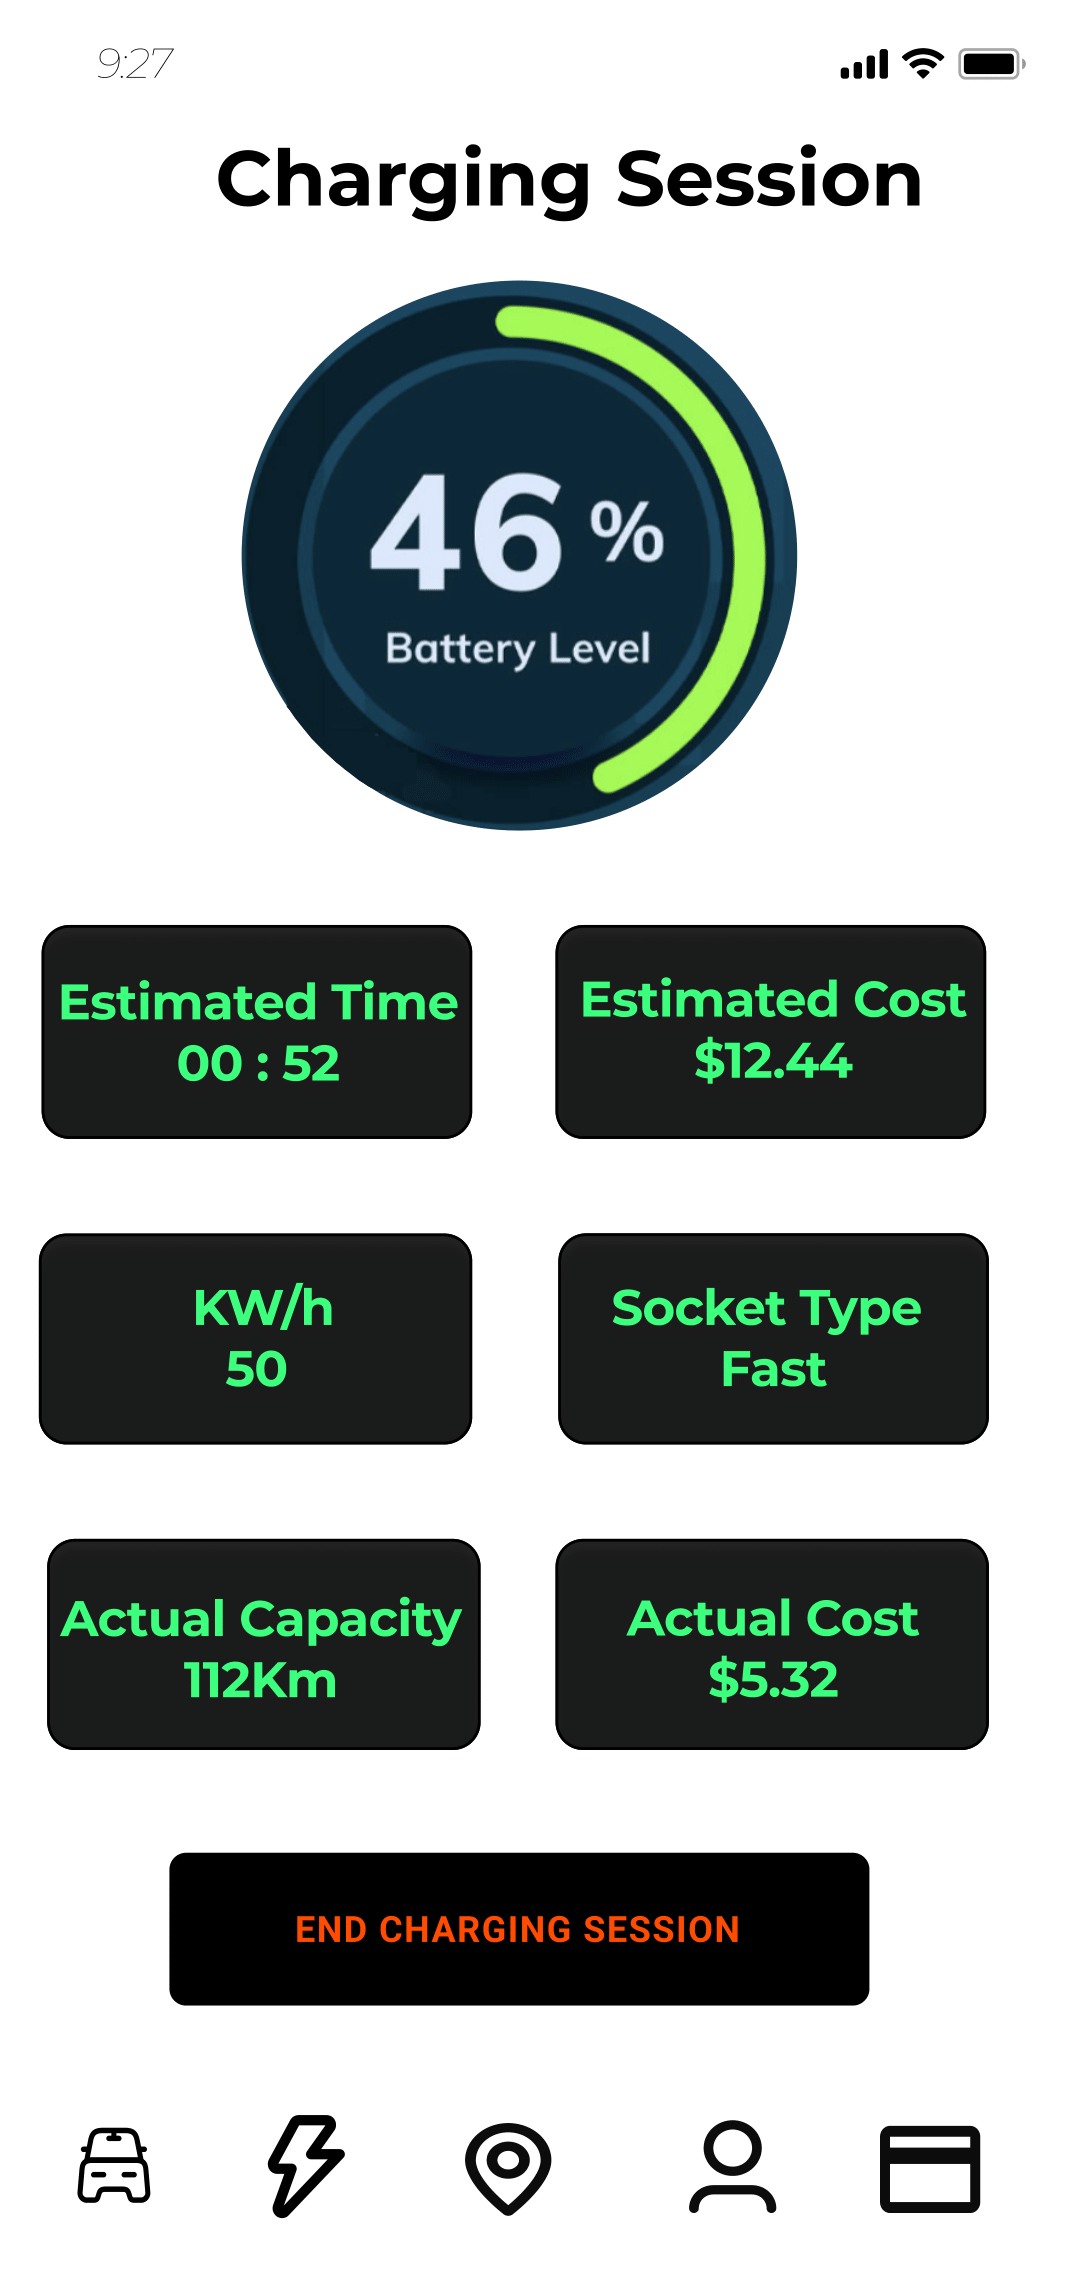 9:27
Charging Session
46 %
Battery Level
Estimated Time
00 : 52
Estimated Cost
$12.44
KW/h
50
Socket Type
Fast
Actual Capacity
112Km
Actual Cost
$5.32
END CHARGING SESSION